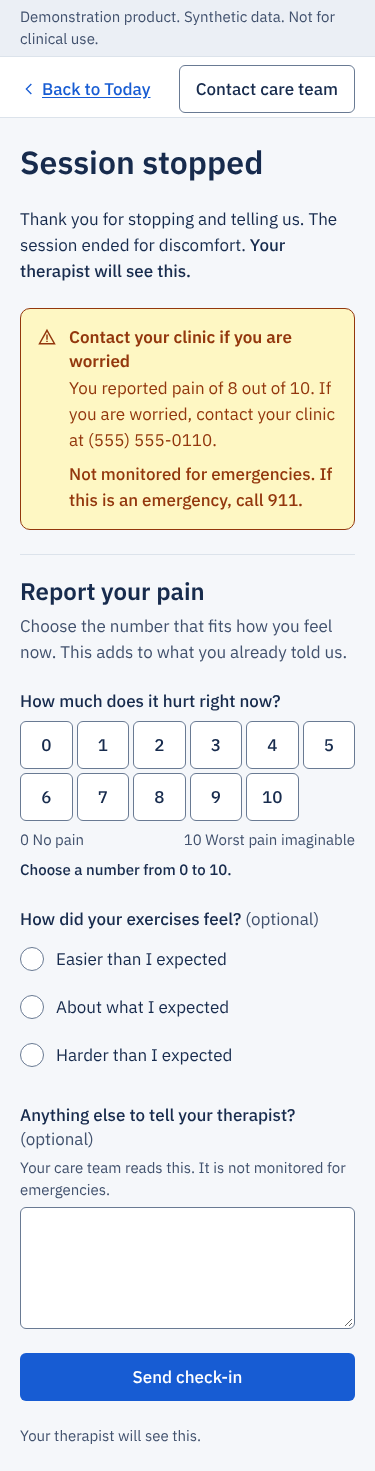 Demonstration product. Synthetic data. Not for
clinical use.
Back to Today
Contact care team
Session stopped
Thank you for stopping and telling us. The
session ended for discomfort. Your
therapist will see this.
Contact your clinic if you are
worried
You reported pain of 8 out of 10. If
you are worried, contact your clinic
at (555) 555-0110.
Not monitored for emergencies. If
this is an emergency, call 911.
Report your pain
Choose the number that fits how you feel
now. This adds to what you already told us.
How much does it hurt right now?
0 1 2 3 4 5
6 7 8 9 10
0 No pain 10 Worst pain imaginable
Choose a number from 0 to 10.
How did your exercises feel? (optional)
Easier than I expected
About what I expected
Harder than I expected
Anything else to tell your therapist?
(optional)
Your care team reads this. It is not monitored for
emergencies.
Send check-in
Your therapist will see this.